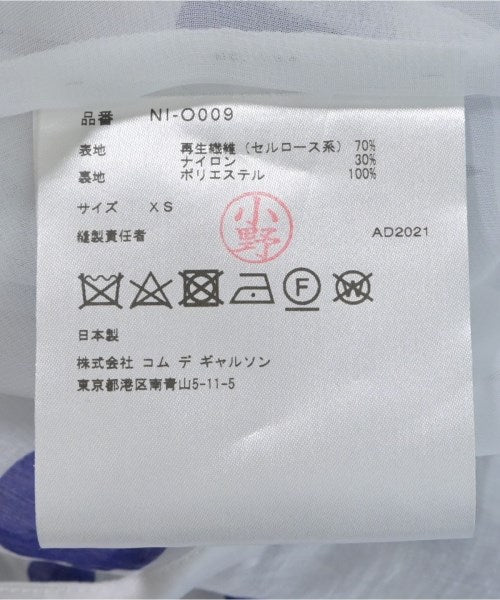 品番 NI-O009
表地 再生繊維（セルロース系） 70%
ナイロン 30%
裏地 ポリエステル 100%
サイズ XS
縫製責任者 小野 AD2021
F W
日本製
株式会社 コム デ ギャルソン
東京都港区南青山5-11-5